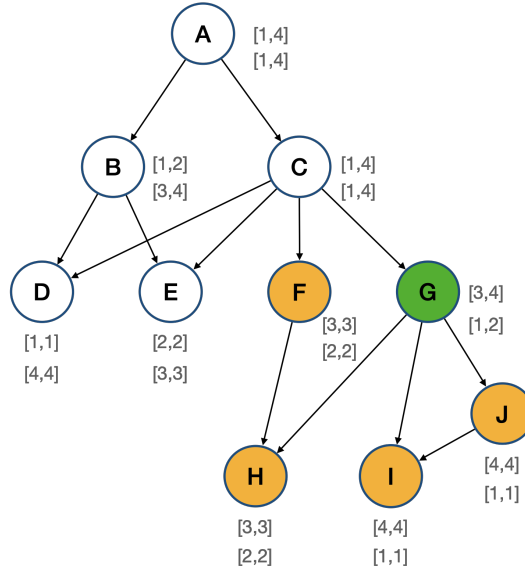 A
[1,4]
[1,4]
B
[1,2]
[3,4]
C
[1,4]
[1,4]
D
[1,1]
[4,4]
E
[2,2]
[3,3]
F
[3,3]
[2,2]
G
[3,4]
[1,2]
J
[4,4]
[1,1]
H
[3,3]
[2,2]
I
[4,4]
[1,1]